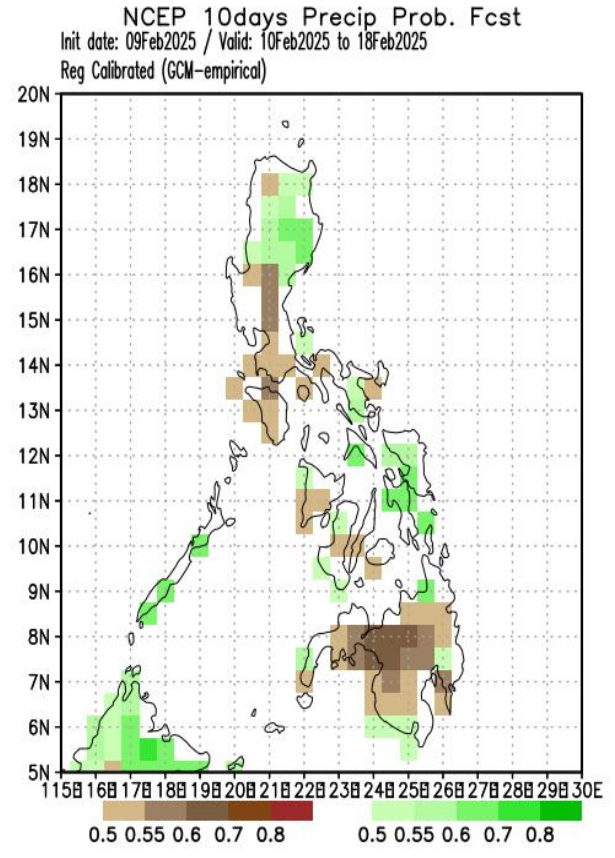 NCEP 10days Precip Prob. Fcst
Init date: 09Feb2025 / Valid: 10Feb2025 to 18Feb2025
Reg Calibrated (GCM-empirical)
20N
19N
18N
17N
16N
15N
14N
13N
12N
11N
10N
9N
8N
7N
6N
5N
115E 116E 117E 118E 119E 120E 121E 122E 123E 124E 125E 126E 127E 128E 129E 130E
0.5 0.55 0.6 0.7 0.8 0.5 0.55 0.6 0.7 0.8